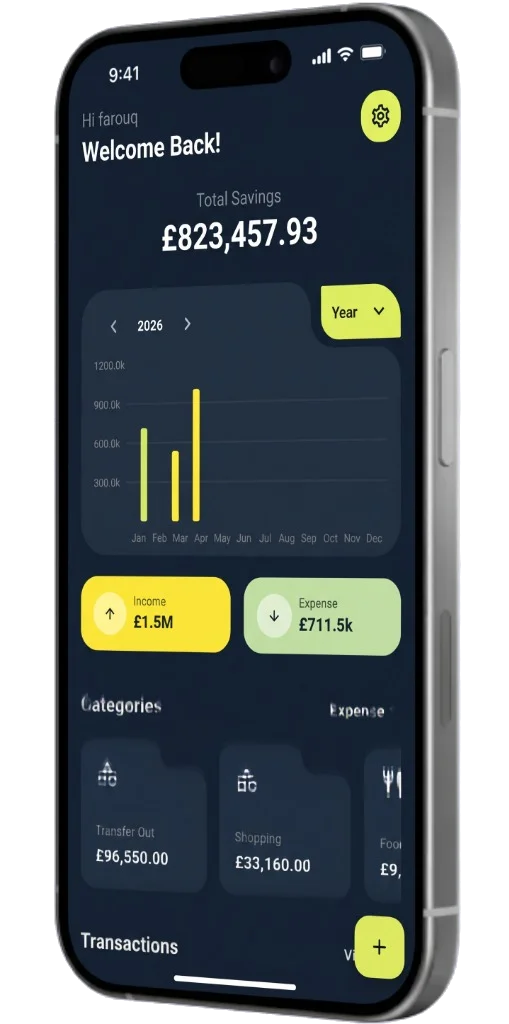 9:41
Hi farouq
Welcome Back!
Total Savings
£823,457.93
2026
Year
1200.0k
900.0k
600.0k
300.0k
Jan Feb Mar Apr May Jun Jul Aug Sep Oct Nov Dec
Income
£1.5M
Expense
£711.5k
Categories
Expense
Transfer Out
£96,550.00
Shopping
£33,160.00
£9,
Transactions
+